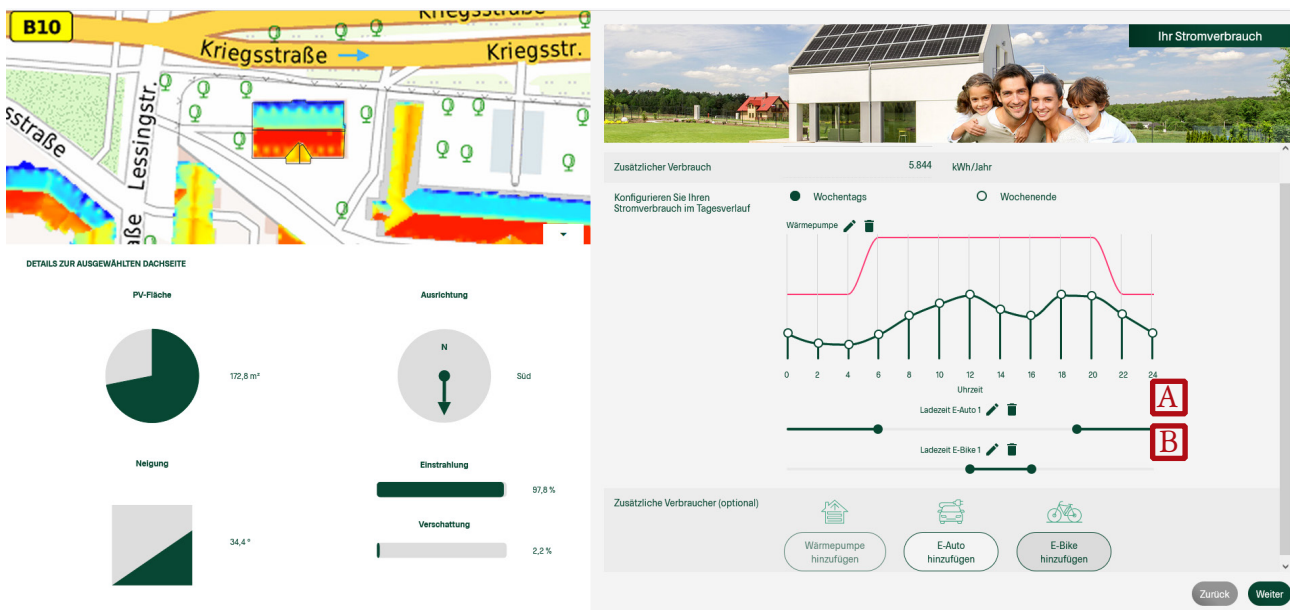 B10
Kriegsstraße
Kriegsstraße
Kriegsstr.
Lessingstr.
sstraße
aße
DETAILS ZUR AUSGEWÄHLTEN DACHSEITE
PV-Fläche
172,8 m²
Ausrichtung
N
Süd
Neigung
34,4 °
Einstrahlung
97,8 %
Verschattung
2,2 %
Ihr Stromverbrauch
Zusätzlicher Verbrauch 5.844 kWh/Jahr
Konfigurieren Sie Ihren
Stromverbrauch im Tagesverlauf
Wochentags
Wochenende
Wärmepumpe
0 2 4 6 8 10 12 14 16 18 20 22 24
Uhrzeit
A
Ladezeit E-Auto 1
B
Ladezeit E-Bike 1
Zusätzliche Verbraucher (optional)
Wärmepumpe
hinzufügen
E-Auto
hinzufügen
E-Bike
hinzufügen
Zurück
Weiter